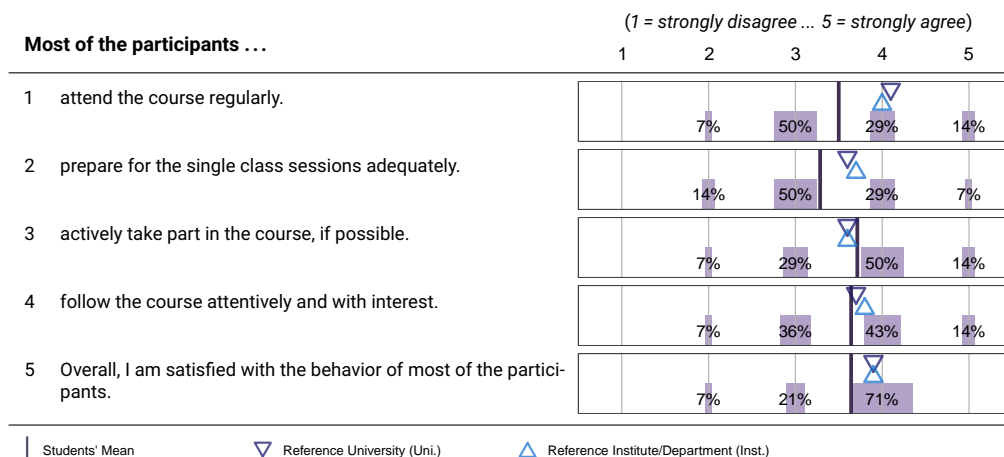 (1 = strongly disagree ... 5 = strongly agree)
Most of the participants ...
1 2 3 4 5
1 attend the course regularly.
7% 50% 29% 14%
2 prepare for the single class sessions adequately.
14% 50% 29% 7%
3 actively take part in the course, if possible.
7% 29% 50% 14%
4 follow the course attentively and with interest.
7% 36% 43% 14%
5 Overall, I am satisfied with the behavior of most of the partici-
pants.
7% 21% 71%
Students' Mean Reference University (Uni.) Reference Institute/Department (Inst.)